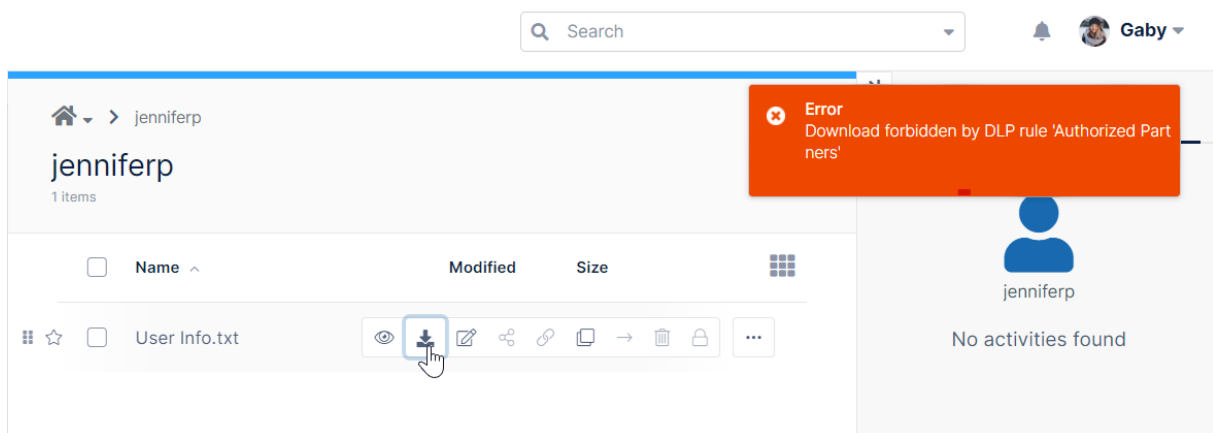 Search
Gaby
jenniferp
Error
Download forbidden by DLP rule 'Authorized Part
ners'
jenniferp
1 items
Name
Modified
Size
User Info.txt
jenniferp
No activities found